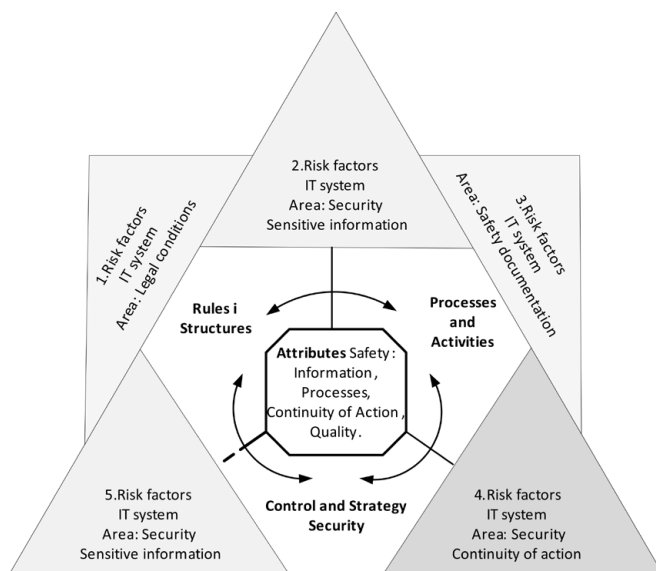 2.Risk factors
IT system
Area: Security
Sensitive information
1.Risk factors
IT system
Area: Legal conditions
3.Risk factors
IT system
Area: Safety documentation
Rules i
Structures
Processes
and
Activities
Attributes Safety:
Information,
Processes,
Continuity of Action,
Quality.
Control and Strategy
Security
5.Risk factors
IT system
Area: Security
Sensitive information
4.Risk factors
IT system
Area: Security
Continuity of action